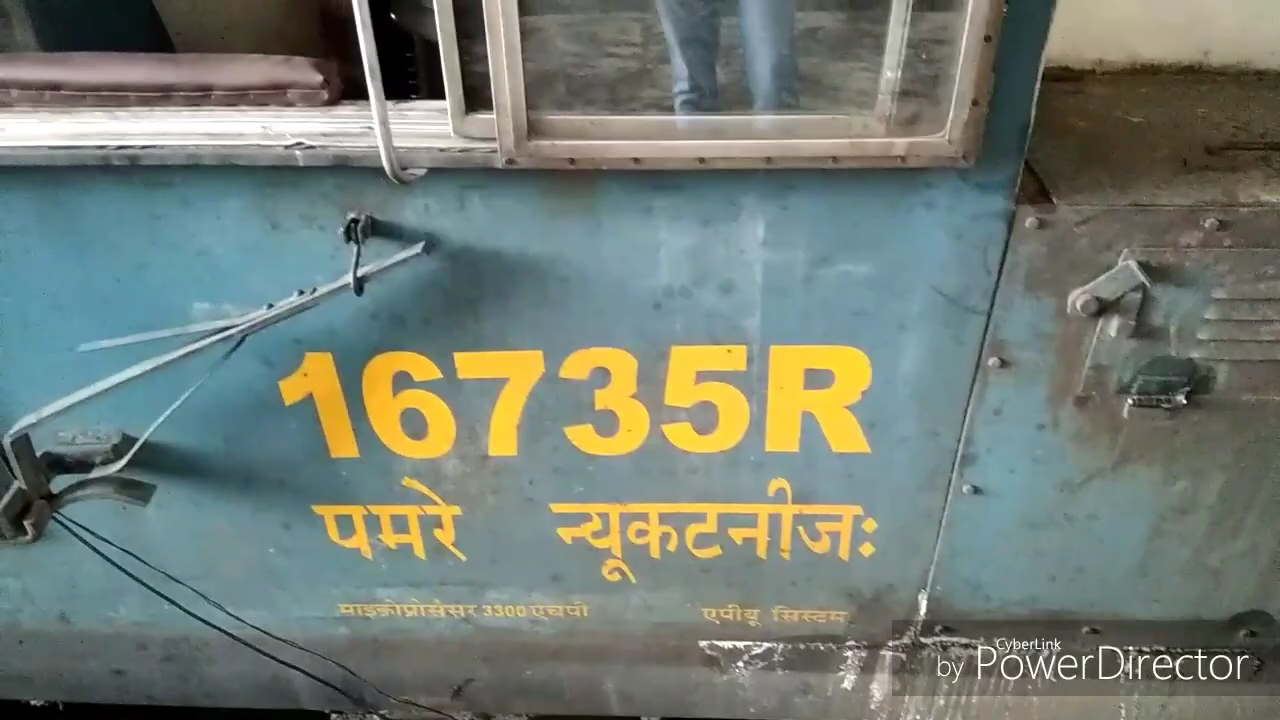 16735R
पमरे न्यूकटनीजः
माइक्रोप्रोसेसर 3300 एचपी एपीयू सिस्टम
CyberLink
by PowerDirector